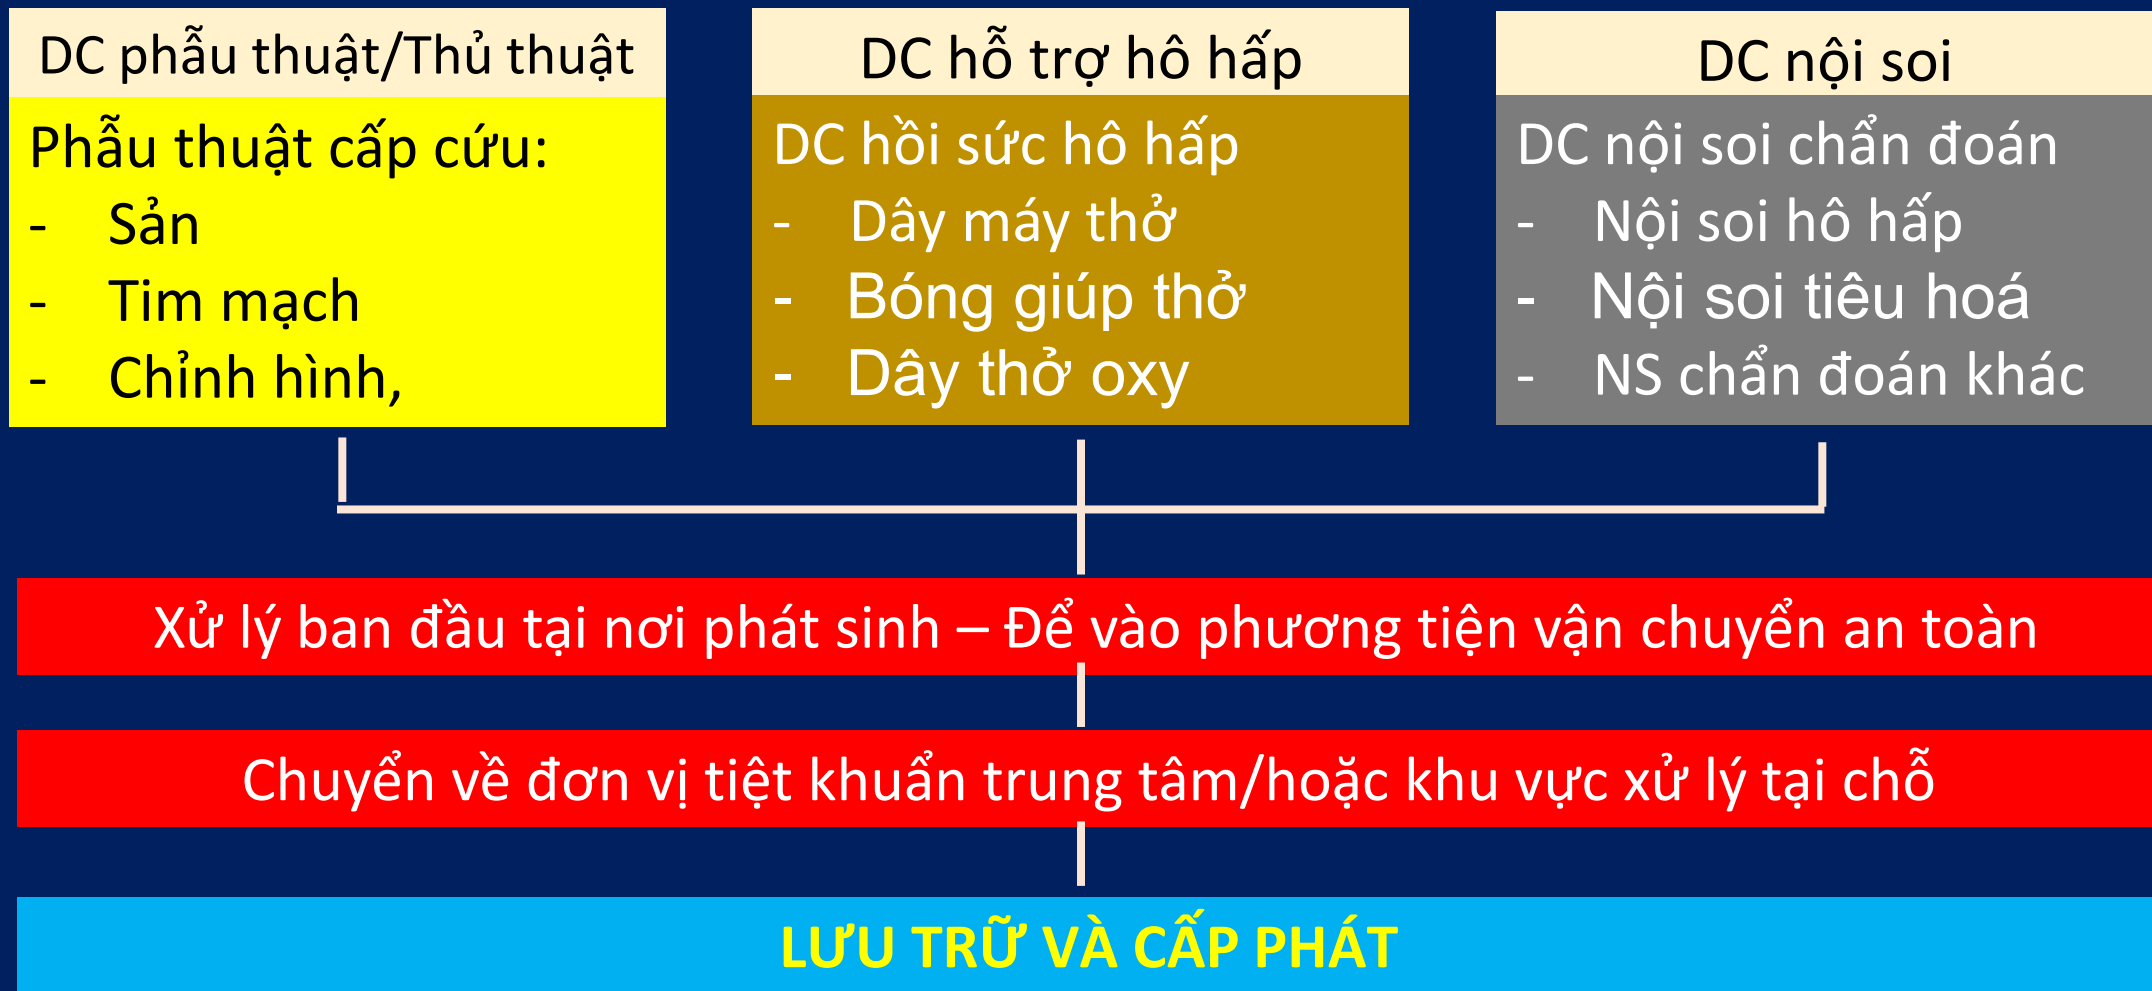 DC phẫu thuật/Thủ thuật
Phẫu thuật cấp cứu:
- Sản
- Tim mạch
- Chỉnh hình,
DC hỗ trợ hô hấp
DC hồi sức hô hấp
- Dây máy thở
- Bóng giúp thở
- Dây thở oxy
DC nội soi
DC nội soi chẩn đoán
- Nội soi hô hấp
- Nội soi tiêu hoá
- NS chẩn đoán khác
Xử lý ban đầu tại nơi phát sinh – Để vào phương tiện vận chuyển an toàn
Chuyển về đơn vị tiệt khuẩn trung tâm/hoặc khu vực xử lý tại chỗ
LƯU TRỮ VÀ CẤP PHÁT